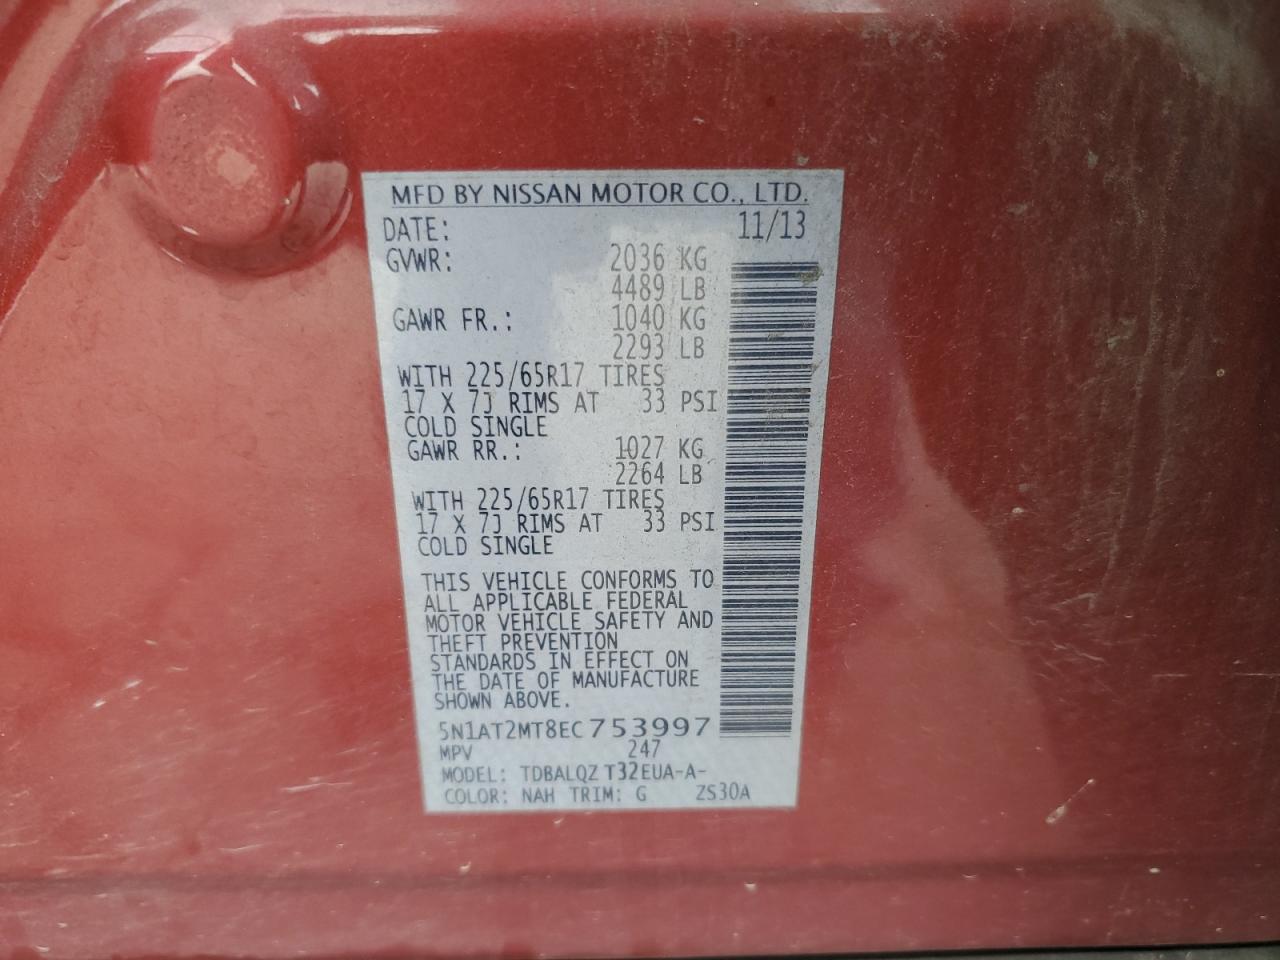 MFD BY NISSAN MOTOR CO., LTD.
DATE: 11/13
GVWR: 2036 KG
4489 LB
GAWR FR.: 1040 KG
2293 LB
WITH 225/65R17 TIRES
17 X 7J RIMS AT 33 PSI
COLD SINGLE
GAWR RR.: 1027 KG
2264 LB
WITH 225/65R17 TIRES
17 X 7J RIMS AT 33 PSI
COLD SINGLE
THIS VEHICLE CONFORMS TO
ALL APPLICABLE FEDERAL
MOTOR VEHICLE SAFETY AND
THEFT PREVENTION
STANDARDS IN EFFECT ON
THE DATE OF MANUFACTURE
SHOWN ABOVE.
5N1AT2MT8EC753997
MPV 247
MODEL: TDBALQZ T32EUA-A-
COLOR: NAH TRIM: G ZS30A